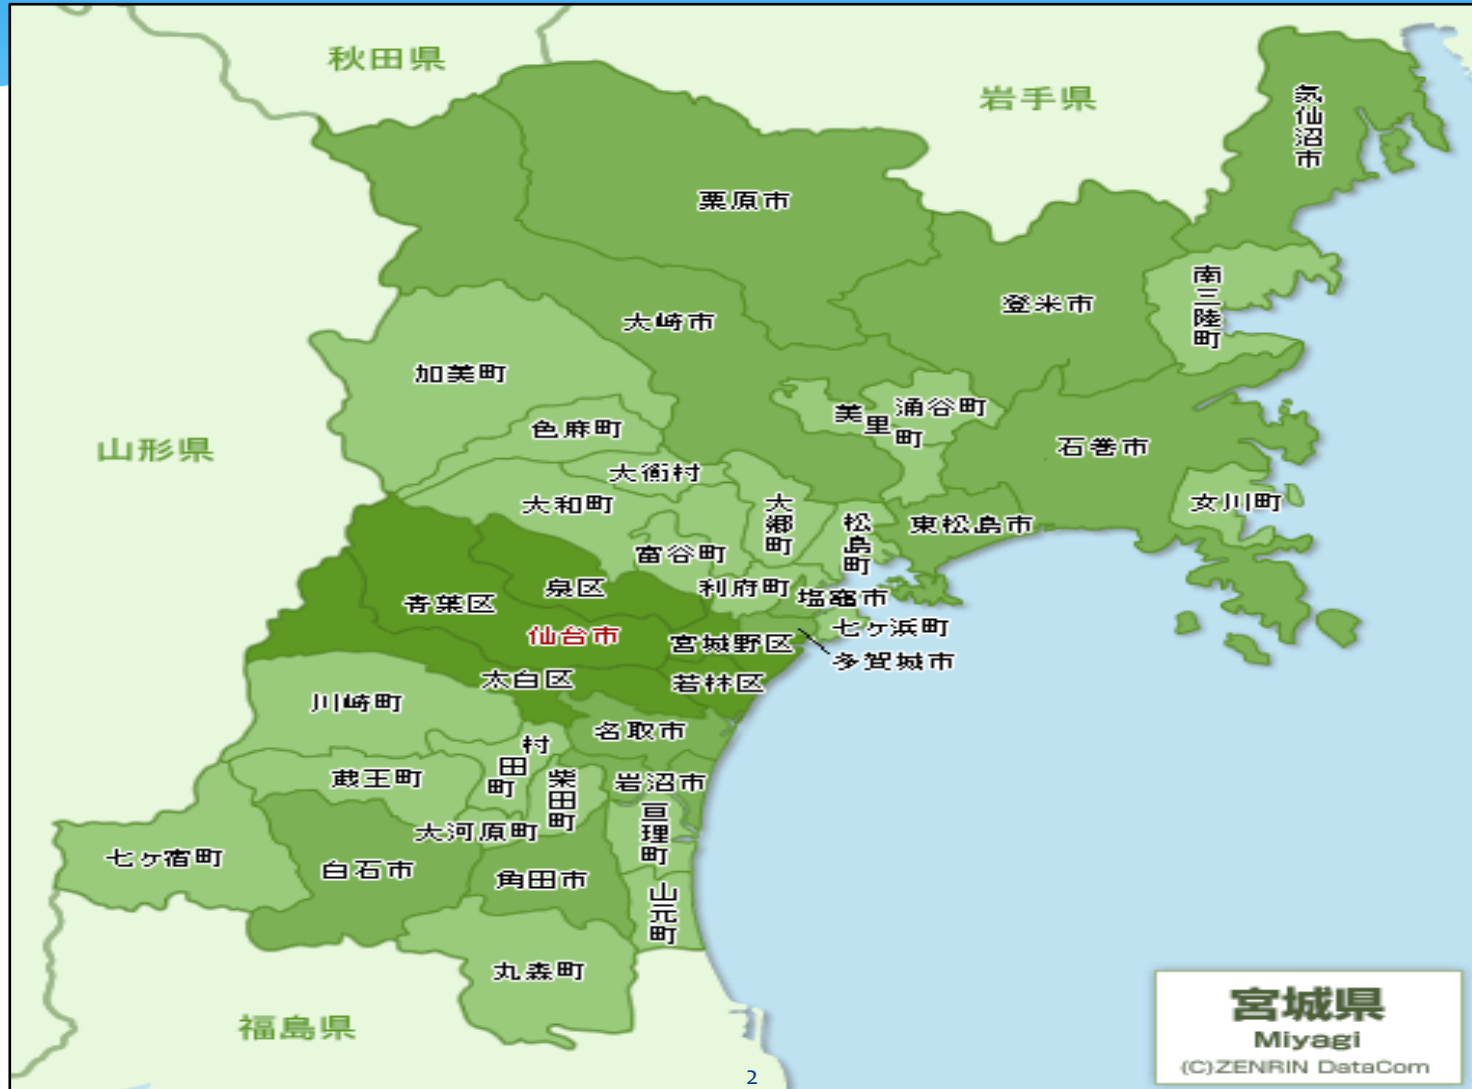 秋田県
岩手県
気仙沼市
栗原市
南三陸町
登米市
大崎市
加美町
涌谷町
美里町
色麻町
山形県
石巻市
大衡村
大和町
大郷町
松島町
東松島市
女川町
富谷町
泉区
利府町
塩竈市
青葉区
仙台市
宮城野区
七ヶ浜町
多賀城市
太白区
若林区
川崎町
名取市
村田町
蔵王町
柴田町
岩沼市
大河原町
亘理町
七ヶ宿町
白石市
角田市
山元町
丸森町
福島県
宮城県
Miyagi
(C)ZENRIN DataCom
2